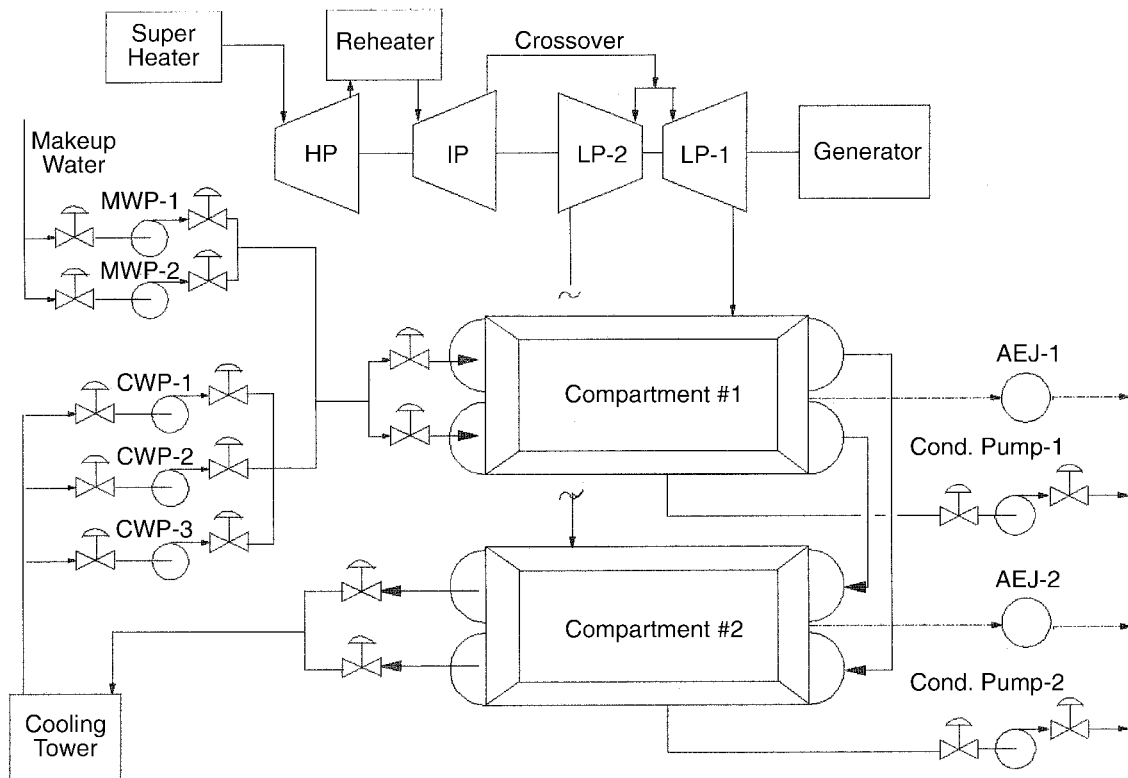 Super
Heater
Reheater
Crossover
HP
IP
LP-2
LP-1
Generator
Makeup
Water
MWP-1
MWP-2
CWP-1
CWP-2
CWP-3
Cooling
Tower
Compartment #1
AEJ-1
Cond. Pump-1
Compartment #2
AEJ-2
Cond. Pump-2